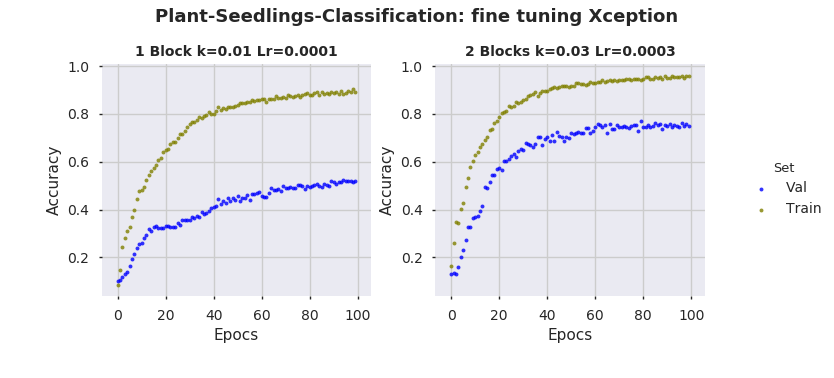 Plant-Seedlings-Classification: fine tuning Xception
1 Block k=0.01 Lr=0.0001
2 Blocks k=0.03 Lr=0.0003
1.0
0.8
0.6
0.4
0.2
Accuracy
0
20
40
60
80
100
Epocs
1.0
0.8
0.6
0.4
0.2
Accuracy
0
20
40
60
80
100
Epocs
Set
Val
Train